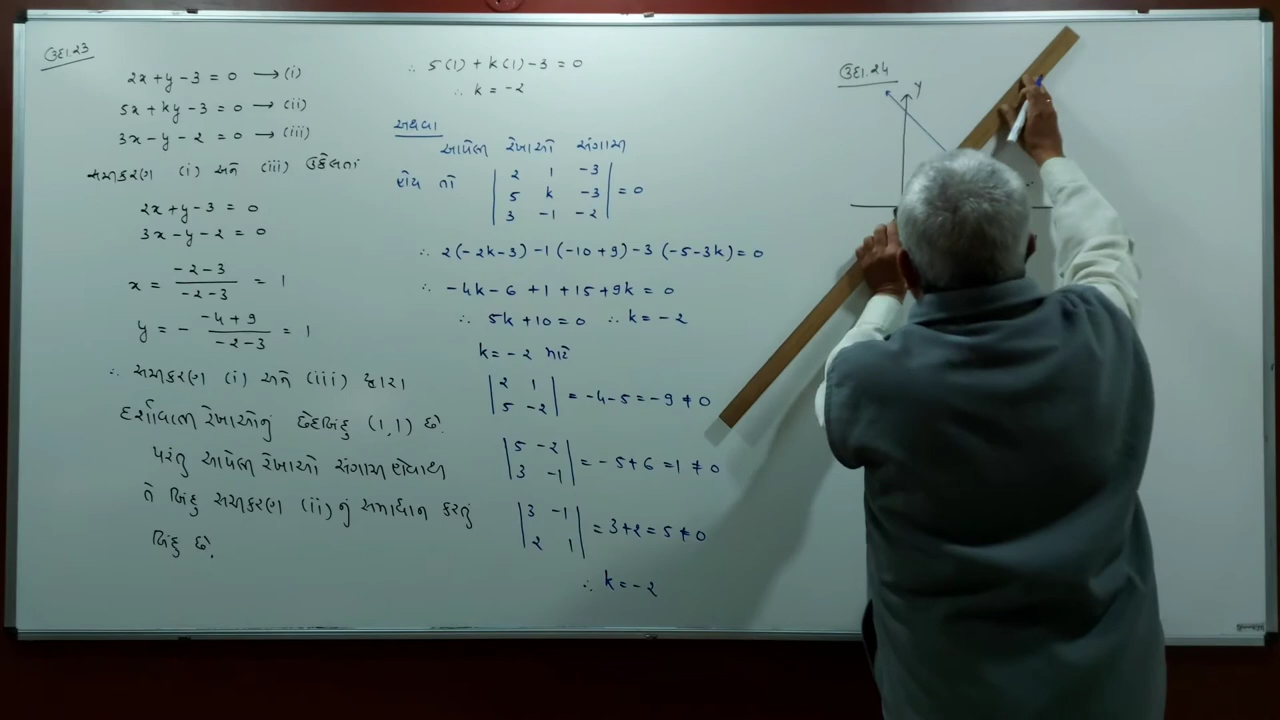 ઉદા.23
2x+y-3=0 →(i)
5x+ky-3=0 →(ii)
3x-y-2=0 →(iii)
સમીકરણ (i) અને (iii) ઉકેલતાં
2x+y-3=0
3x-y-2=0
x = \frac{-2-3}{-2-3} = 1
y = - \frac{-4+9}{-2-3} = 1
∴ સમીકરણ (i) અને (iii) દ્વારા
દર્શાવાતી રેખાઓનું છેદબિંદુ (1,1) છે.
પરંતુ આપેલી રેખાઓ સંગામી હોવાથી
તે બિંદુ સમીકરણ (ii)નું સમાધાન કરતું
બિંદુ છે.
∴ 5(1)+k(1)-3=0
∴ k=-2
અથવા
આપેલી રેખાઓ સંગામી
હોય તો
| 2 1 -3 |
| 5 k -3 | =0
| 3 -1 -2 |
∴ 2(-2k-3)-1(-10+9)-3(-5-3k)=0
∴ -4k-6+1+15+9k=0
∴ 5k+10=0 ∴ k=-2
k=-2 માટે
| 2 1 |
| 5 -2 | =-4-5=-9≠0
| 5 -2 |
| 3 -1 | =-5+6=1≠0
| 3 -1 |
| 2 1 | =3+2=5≠0
∴ k=-2
ઉદા.24
y